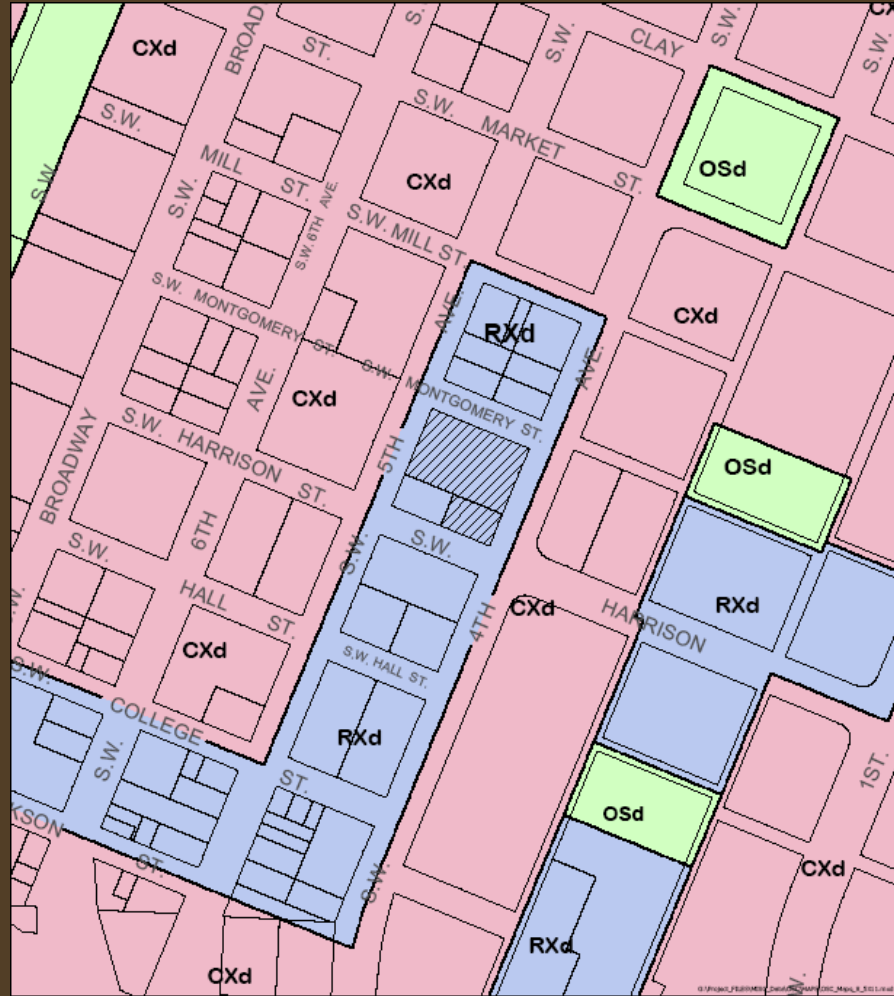 CXd
BROAD
ST.
S.
S.W.
CLAY
S.W.
CX
S.W.
S.W.
S.W.
MARKET
ST.
OSd
MILL
ST.
S.W.
S.W.
S.W. 6TH AVE.
CXd
S.W. MILL ST
S.W. MONTGOMERY ST.
AVE.
RXd
CXd
AVE.
S.W. MONTGOMERY ST.
AVE.
CXd
S.W. HARRISON ST.
BROADWAY
5TH
OSd
6TH
S.W.
S.W.
S.W.
HALL
ST.
W.
CXd
4TH
CXd
HARRISON
RXd
S.W. HALL ST.
S.W.
COLLEGE
ST.
S.W.
RXd
1ST.
OSd
KSON
ST.
S.W.
CXd
RXd
CXd
W.